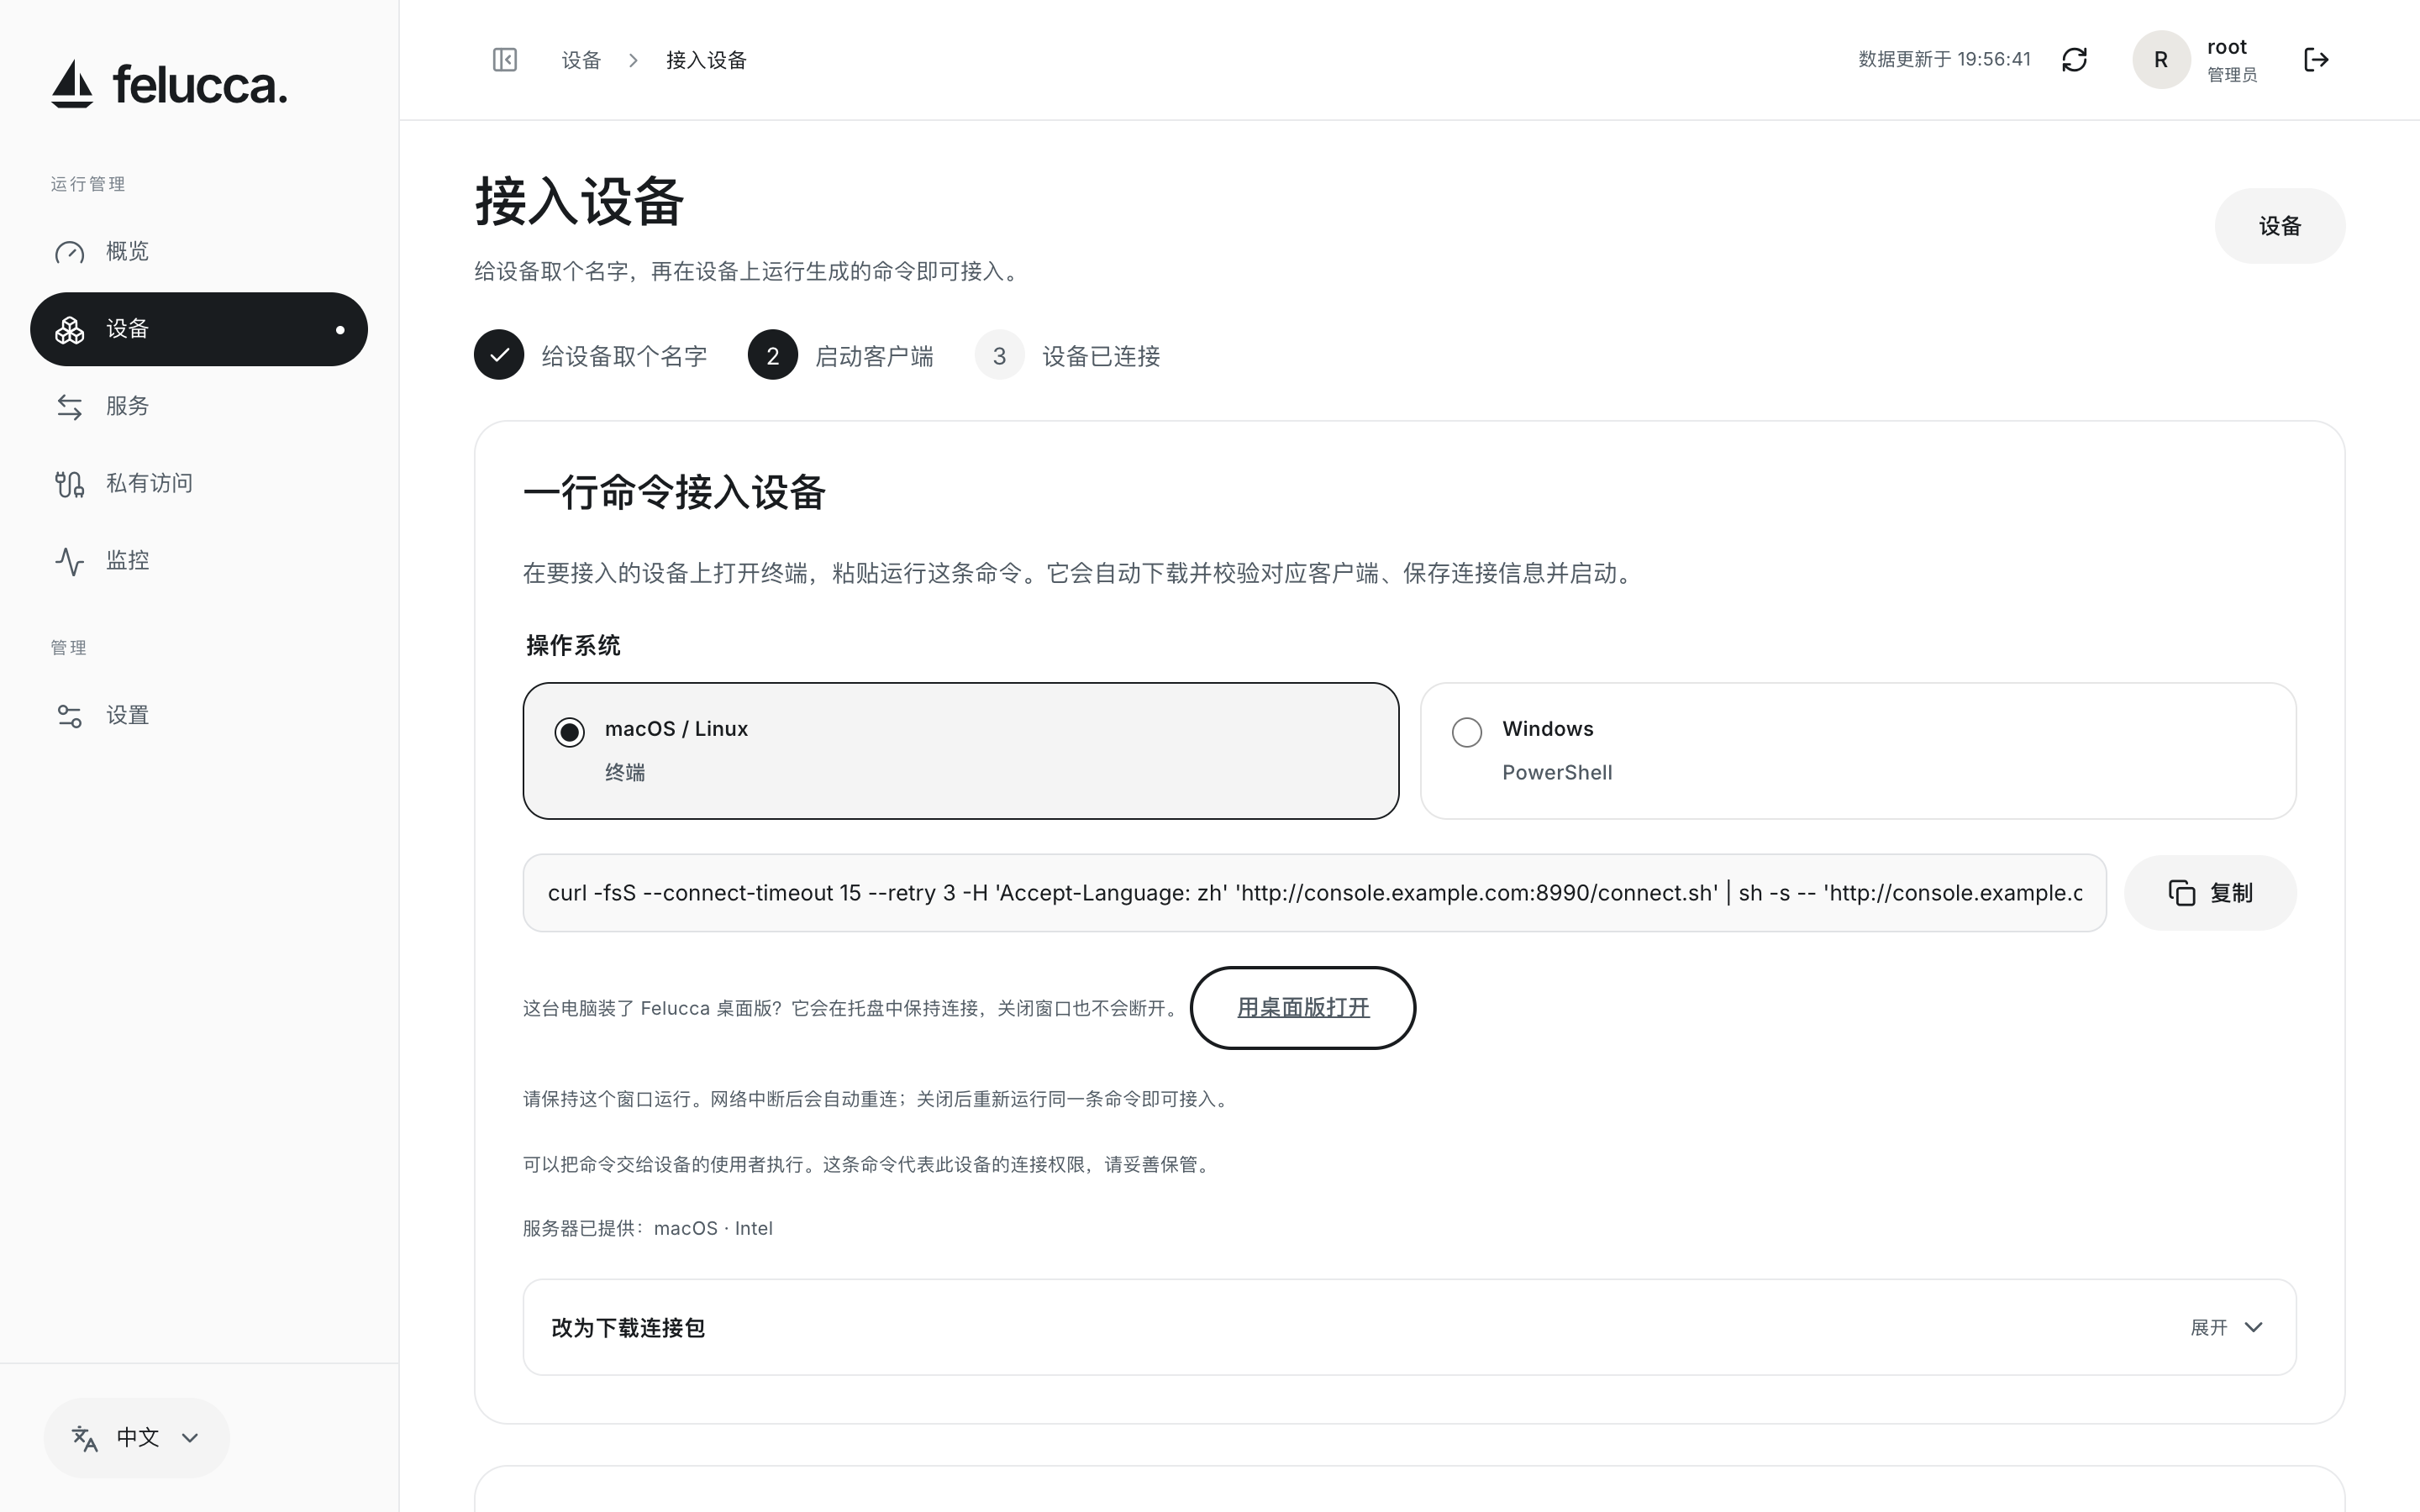 felucca.
运行管理
概览
设备
服务
私有访问
监控
管理
设置
中文
设备
接入设备
数据更新于 19:56:41
R
root
管理员
接入设备
给设备取个名字，再在设备上运行生成的命令即可接入。
设备
给设备取个名字
2
启动客户端
3
设备已连接
一行命令接入设备
在要接入的设备上打开终端，粘贴运行这条命令。它会自动下载并校验对应客户端、保存连接信息并启动。
操作系统
macOS / Linux
终端
Windows
PowerShell
curl -fsS --connect-timeout 15 --retry 3 -H 'Accept-Language: zh' 'http://console.example.com:8990/connect.sh' | sh -s -- 'http://console.example.c
复制
这台电脑装了 Felucca 桌面版？它会在托盘中保持连接，关闭窗口也不会断开。
用桌面版打开
请保持这个窗口运行。网络中断后会自动重连；关闭后重新运行同一条命令即可接入。
可以把命令交给设备的使用者执行。这条命令代表此设备的连接权限，请妥善保管。
服务器已提供：macOS · Intel
改为下载连接包
展开